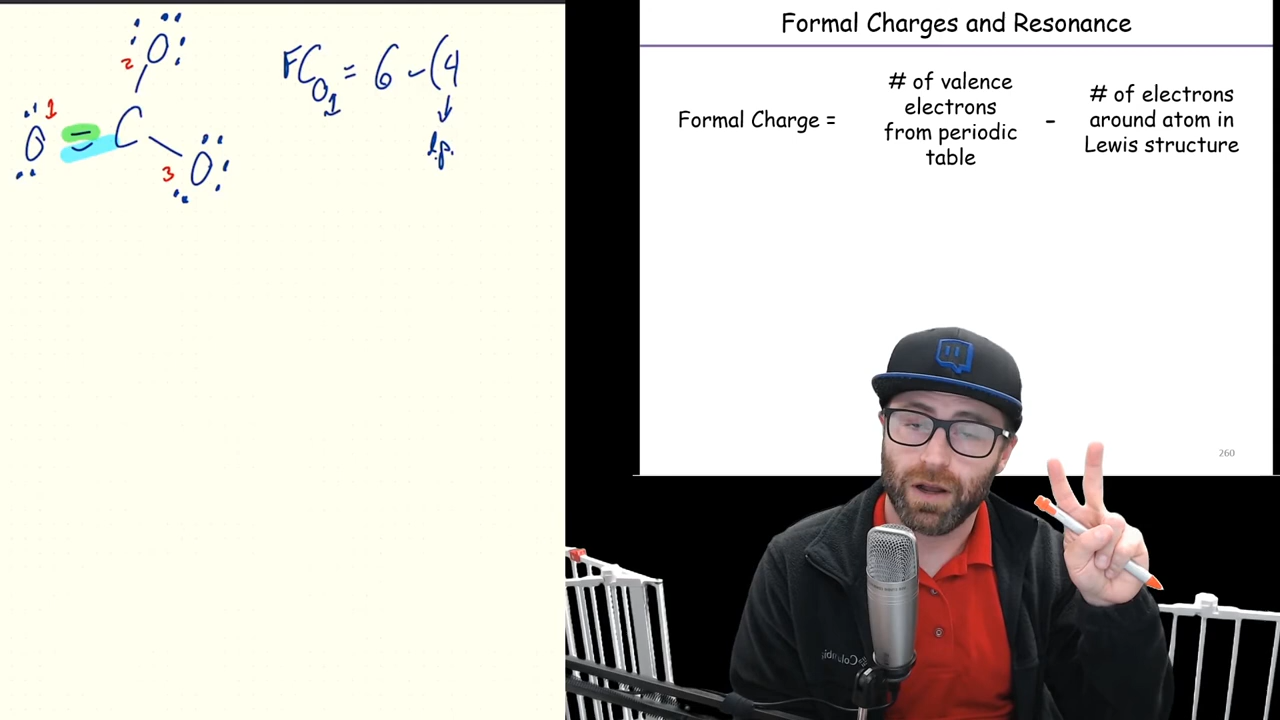 O
2
1
O = C
3 O
FC O1 = 6 - (4
l.p.
Formal Charges and Resonance
Formal Charge =
# of valence
electrons
from periodic
table
-
# of electrons
around atom in
Lewis structure
260
Columbia